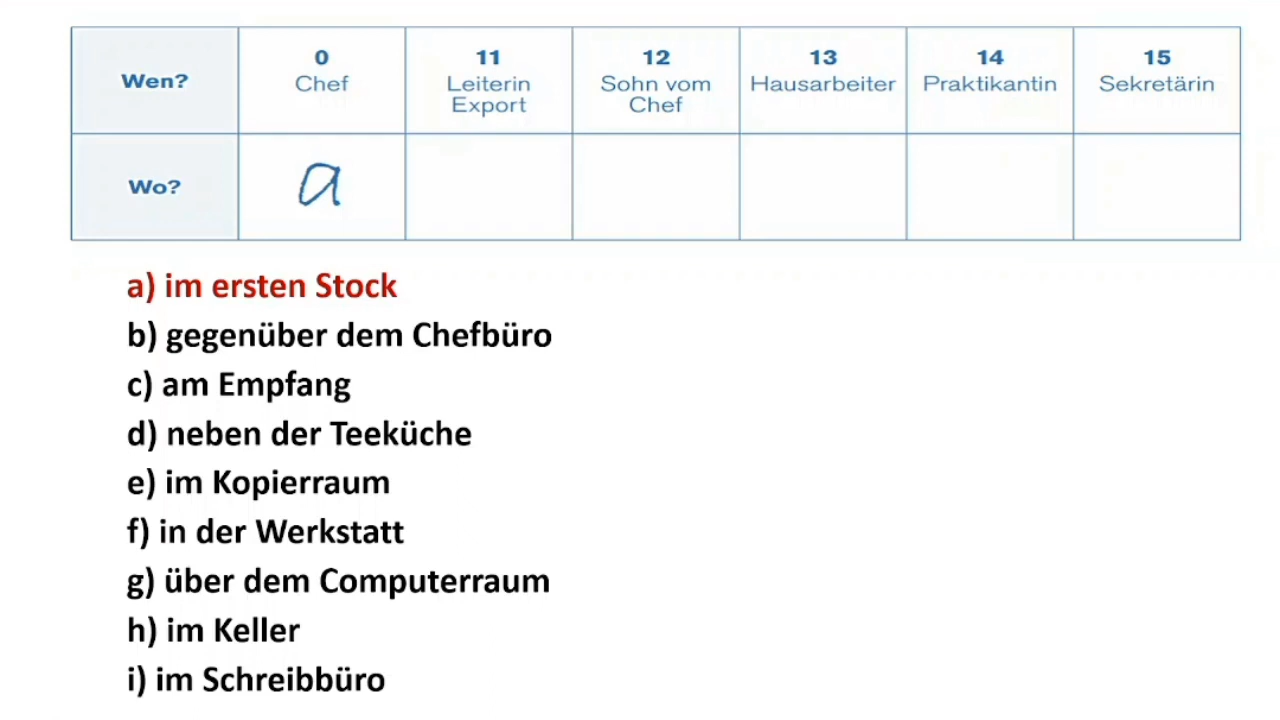 Wen?
0
Chef
11
Leiterin
Export
12
Sohn vom
Chef
13
Hausarbeiter
14
Praktikantin
15
Sekretärin
Wo?
a
a) im ersten Stock
b) gegenüber dem Chefbüro
c) am Empfang
d) neben der Teeküche
e) im Kopierraum
f) in der Werkstatt
g) über dem Computerraum
h) im Keller
i) im Schreibbüro